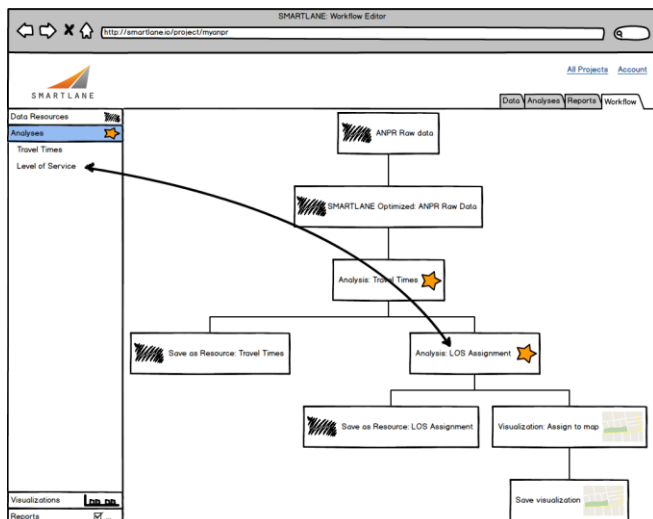 SMARTLANE: Workflow Editor
http://smartlane.io/project/myanpr
SMARTLANE
All Projects Account
Data Analyses Reports Workflow
Data Resources
Analyses
Travel Times
Level of Service
ANPR Raw data
SMARTLANE Optimized: ANPR Raw Data
Analysis: Travel Times
Save as Resource: Travel Times
Analysis: LOS Assignment
Save as Resource: LOS Assignment
Visualization: Assign to map
Save visualization
Visualizations
Reports